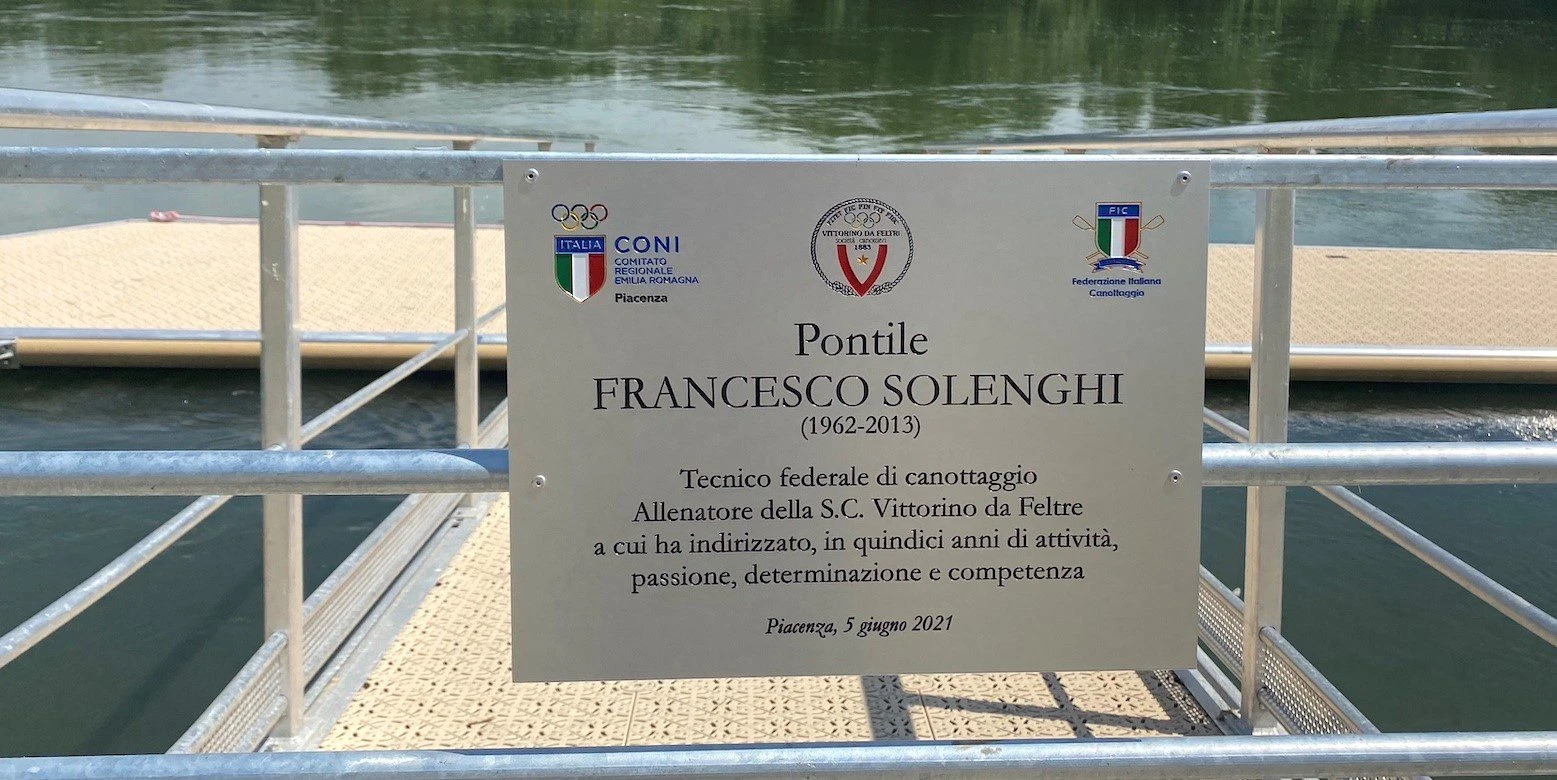 ITALIA
CONI
COMITATO
REGIONALE
EMILIA ROMAGNA
Piacenza
VITTORINO DA FELTRE
SOCIETÀ CANOTTIERI
1883
FIC
Federazione Italiana
Canottaggio
Pontile
FRANCESCO SOLENGHI
(1962-2013)
Tecnico federale di canottaggio
Allenatore della S.C. Vittorino da Feltre
a cui ha indirizzato, in quindici anni di attività,
passione, determinazione e competenza
Piacenza, 5 giugno 2021